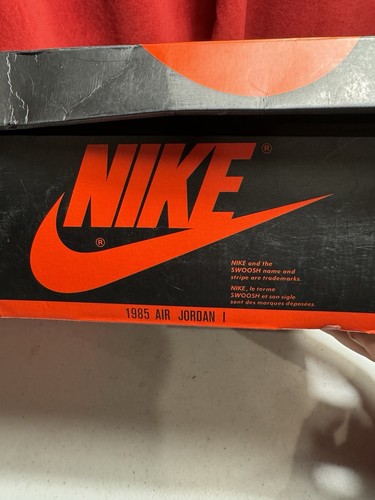 NIKE ®
®
NIKE and the
SWOOSH name and
stripe are trademarks.
NIKE, le terme
SWOOSH et son sigle
sont des marques déposées.
1985 AIR JORDAN I